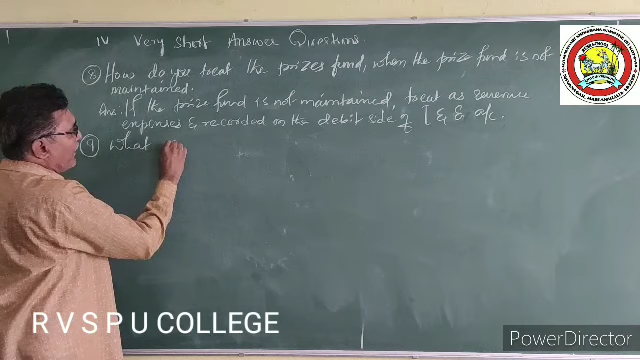 IV Very Short Answer Questions
8 How do you treat the prizes fund, when the prize fund is not
maintained.
Ans: If the prize fund is not maintained, treat as revenue
expenses & recorded on the debit side of I & E a/c.
9 What
R V S P U COLLEGE
PowerDirector